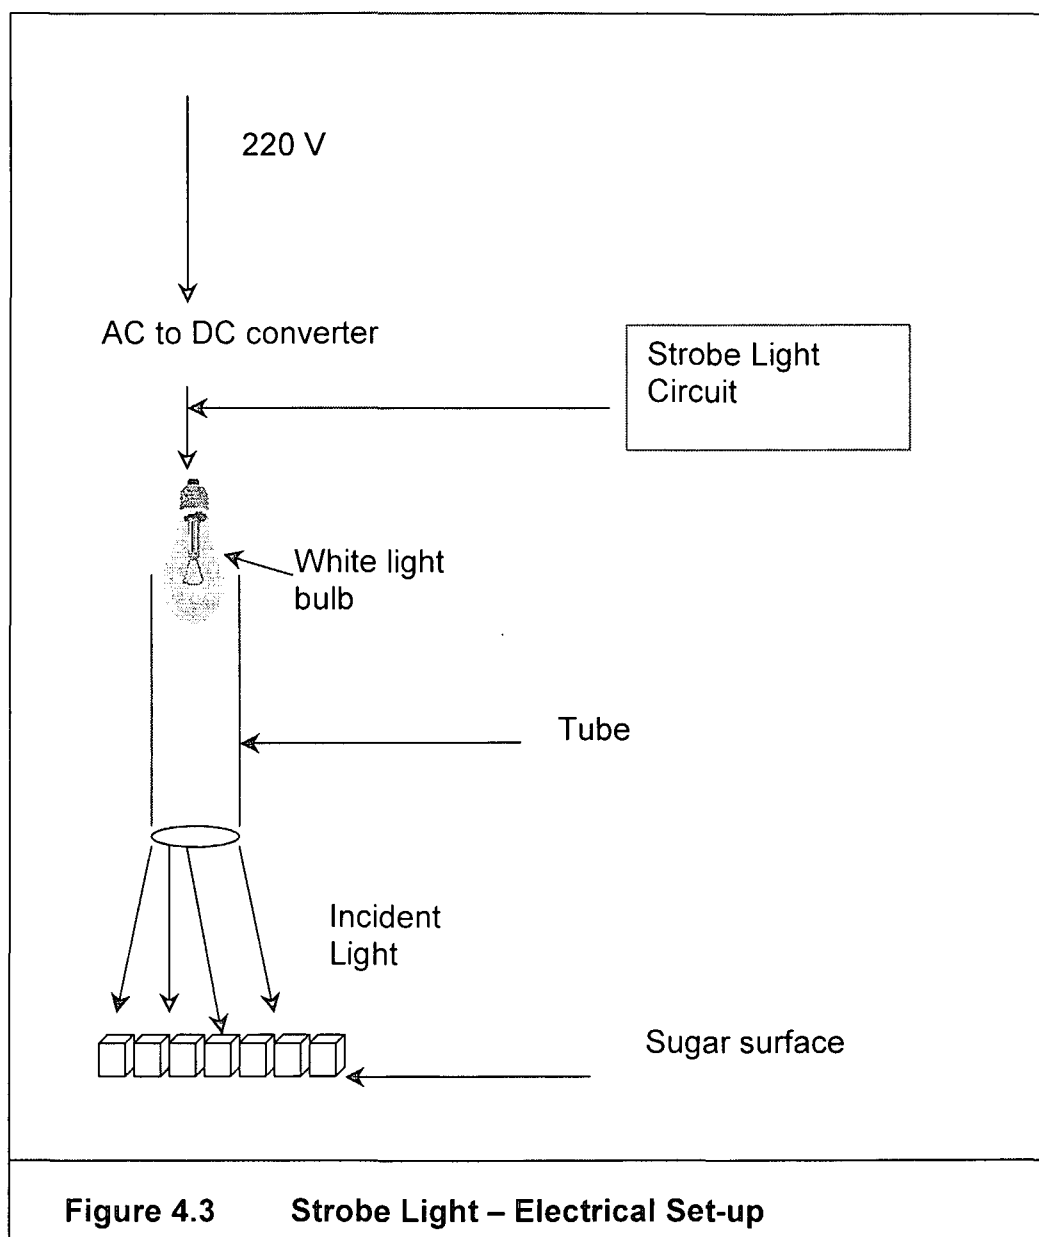 220 V
AC to DC converter
Strobe Light
Circuit
White light
bulb
Tube
Incident
Light
Sugar surface
Figure 4.3 Strobe Light – Electrical Set-up